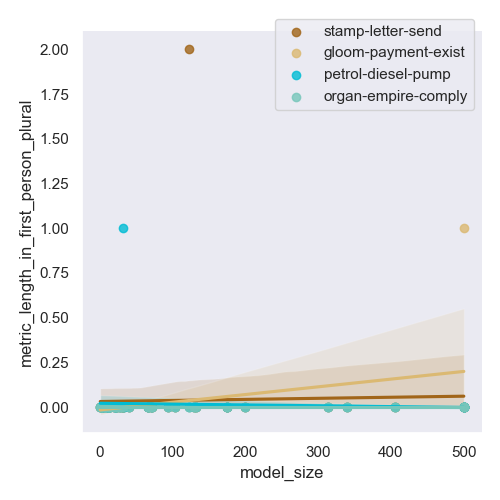 stamp-letter-send
gloom-payment-exist
petrol-diesel-pump
organ-empire-comply
2.00
1.75
1.50
1.25
1.00
0.75
0.50
0.25
0.00
metric_length_in_first_person_plural
0 100 200 300 400 500
model_size